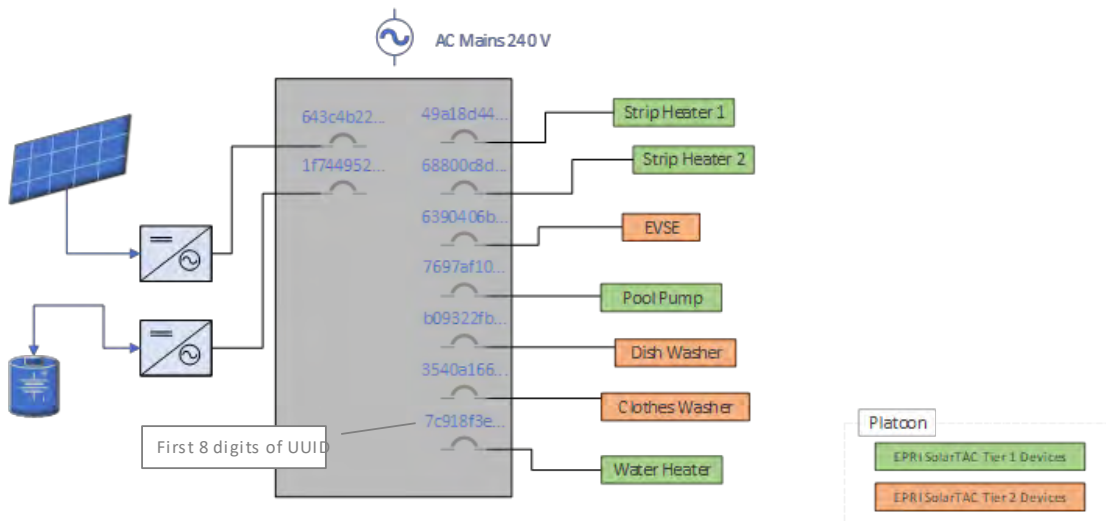 AC Mains 240 V
643c4b22...
49a18d44...
Strip Heater 1
1f744952...
68800c8d...
Strip Heater 2
6390406b...
EVSE
7697af10...
Pool Pump
b09322fb...
Dish Washer
3540a166...
Clothes Washer
7c918f3e...
First 8 digits of UUID
Water Heater
Platoon
EPRI SolarTAC Tier 1 Devices
EPRI SolarTAC Tier 2 Devices